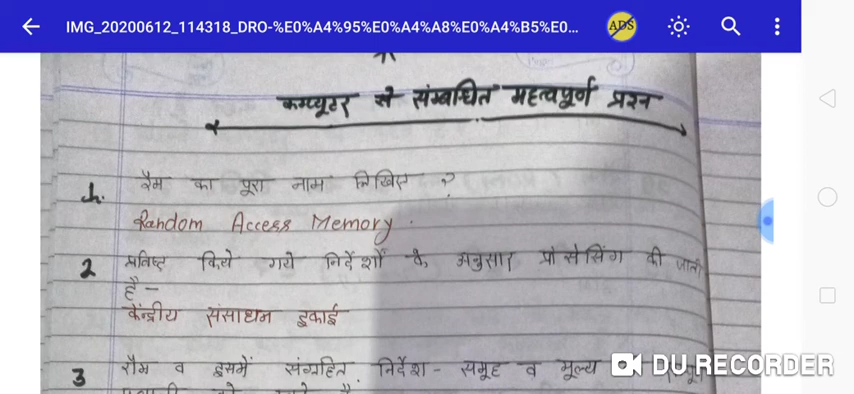 IMG_20200612_114318_DRO-%E0%A4%95%E0%A4%A8%E0%A4%B5%E0...
ADS
कम्प्यूटर से संम्बधित महत्वपूर्ण प्रश्न
1. रैम का पूरा नाम लिखिए ?
Random Access Memory.
2 प्रविष्ट किये गये निर्देशों के अनुसार प्रोसेसिंग की जाती
है -
केंन्द्रीय संसाधन इकाई
3 रौम व इसमें संग्रहित निर्देश - समूह व मूल्य
DU RECORDER